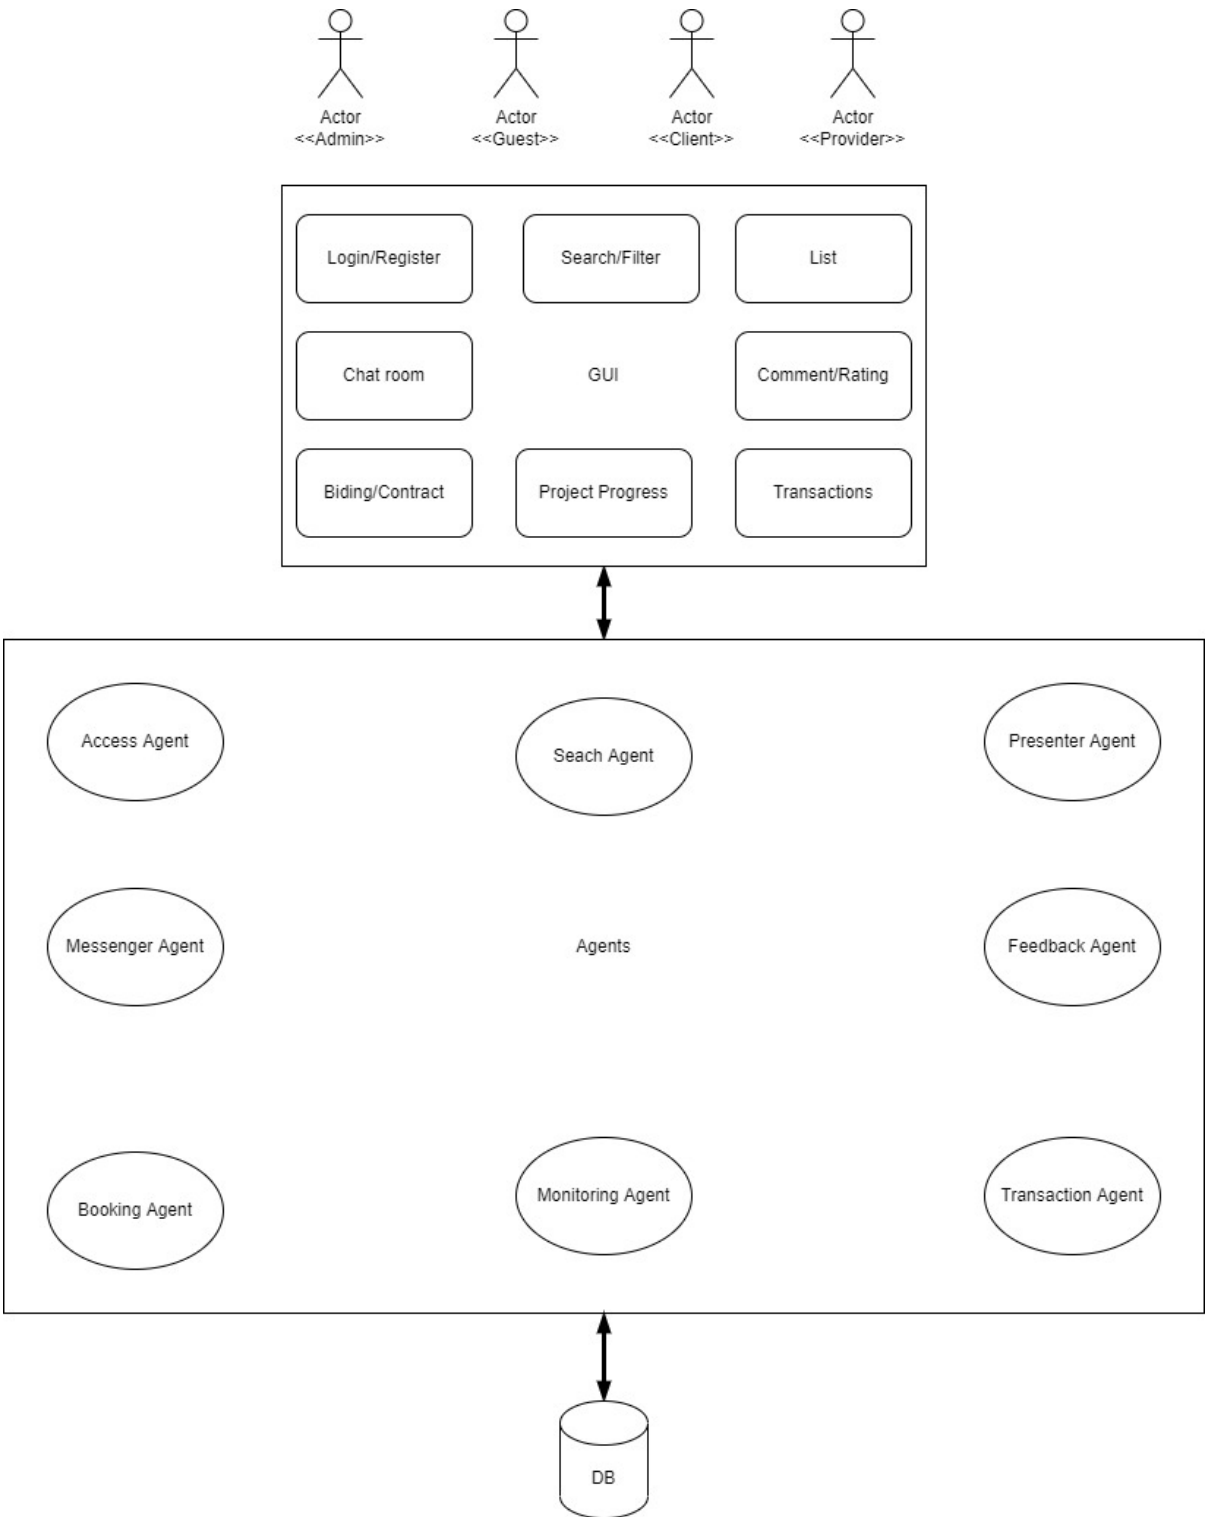 Actor
<<Admin>>
Actor
<<Guest>>
Actor
<<Client>>
Actor
<<Provider>>
Login/Register
Search/Filter
List
Chat room
GUI
Comment/Rating
Biding/Contract
Project Progress
Transactions
Access Agent
Seach Agent
Presenter Agent
Messenger Agent
Agents
Feedback Agent
Booking Agent
Monitoring Agent
Transaction Agent
DB